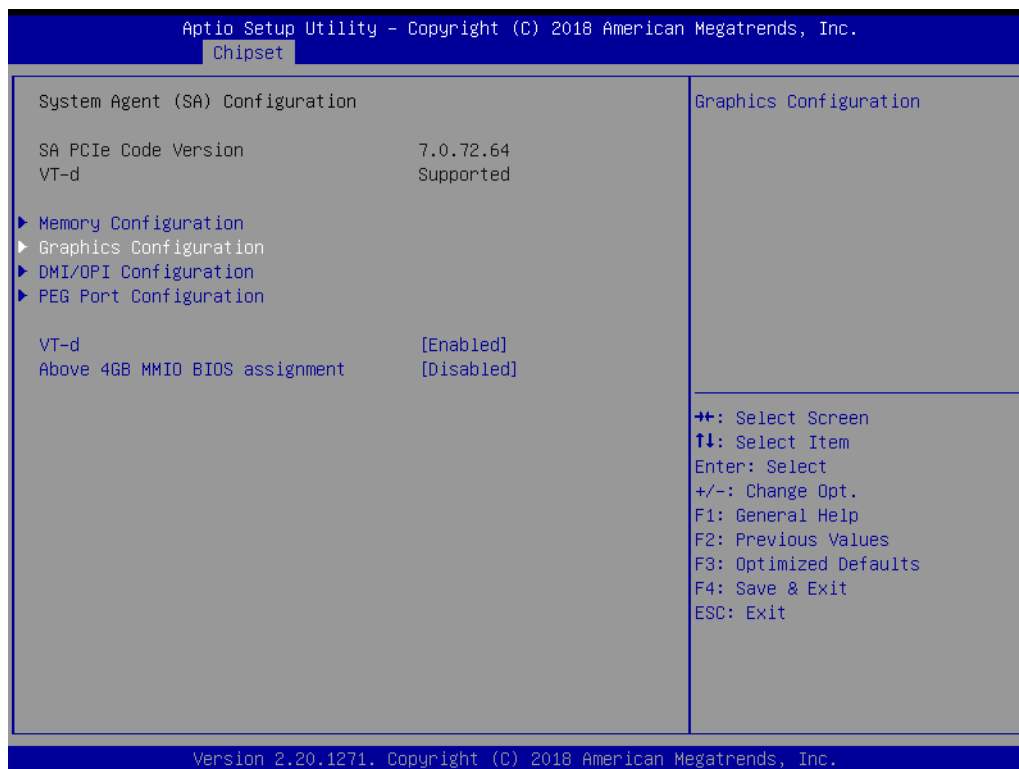 Aptio Setup Utility – Copyright (C) 2018 American Megatrends, Inc.
Chipset
System Agent (SA) Configuration
SA PCIe Code Version 7.0.72.64
VT-d Supported
Memory Configuration
Graphics Configuration
DMI/OPI Configuration
PEG Port Configuration
VT-d [Enabled]
Above 4GB MMIO BIOS assignment [Disabled]
Graphics Configuration
→←: Select Screen
↑↓: Select Item
Enter: Select
+/-: Change Opt.
F1: General Help
F2: Previous Values
F3: Optimized Defaults
F4: Save & Exit
ESC: Exit
Version 2.20.1271. Copyright (C) 2018 American Megatrends, Inc.